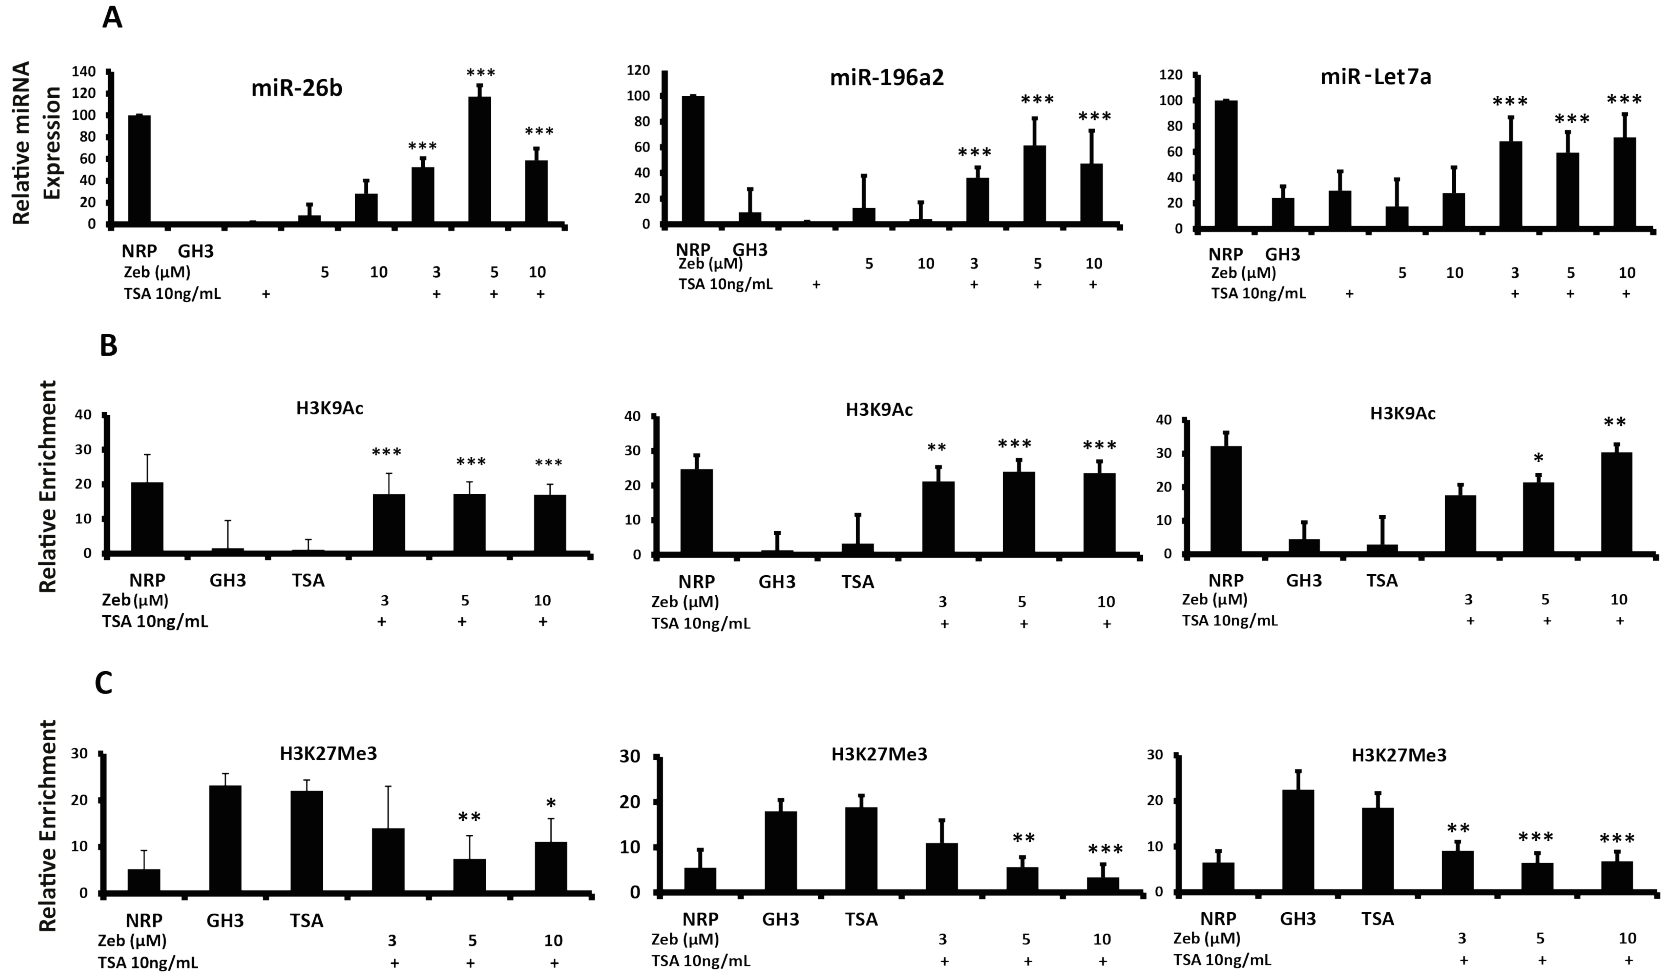 A
Relative miRNA
Expression
miR-26b
140
120
100
80
60
40
20
0
***
***
***
NRP GH3
Zeb (µM) 5 10 3 5 10
TSA 10ng/mL + + + +
miR-196a2
120
100
80
60
40
20
0
***
***
***
NRP GH3
Zeb (µM) 5 10 3 5 10
TSA 10ng/mL + + + +
miR-Let7a
120
100
80
60
40
20
0
***
***
***
NRP GH3
Zeb (µM) 5 10 3 5 10
TSA 10ng/mL + + + +
B
Relative Enrichment
H3K9Ac
40
30
20
10
0
***
***
***
NRP GH3 TSA
Zeb (µM) 3 5 10
TSA 10ng/mL + + +
H3K9Ac
40
30
20
10
0
**
***
***
NRP GH3 TSA
Zeb (µM) 3 5 10
TSA 10ng/mL + + +
H3K9Ac
40
30
20
10
0
*
**
NRP GH3 TSA
Zeb (µM) 3 5 10
TSA 10ng/mL + + +
C
Relative Enrichment
H3K27Me3
30
20
10
0
**
*
NRP GH3 TSA
Zeb (µM) 3 5 10
TSA 10ng/mL + + +
H3K27Me3
30
20
10
0
**
***
NRP GH3 TSA
Zeb (µM) 3 5 10
TSA 10ng/mL + + +
H3K27Me3
30
20
10
0
**
***
***
NRP GH3 TSA
Zeb (µM) 3 5 10
TSA 10ng/mL + + +